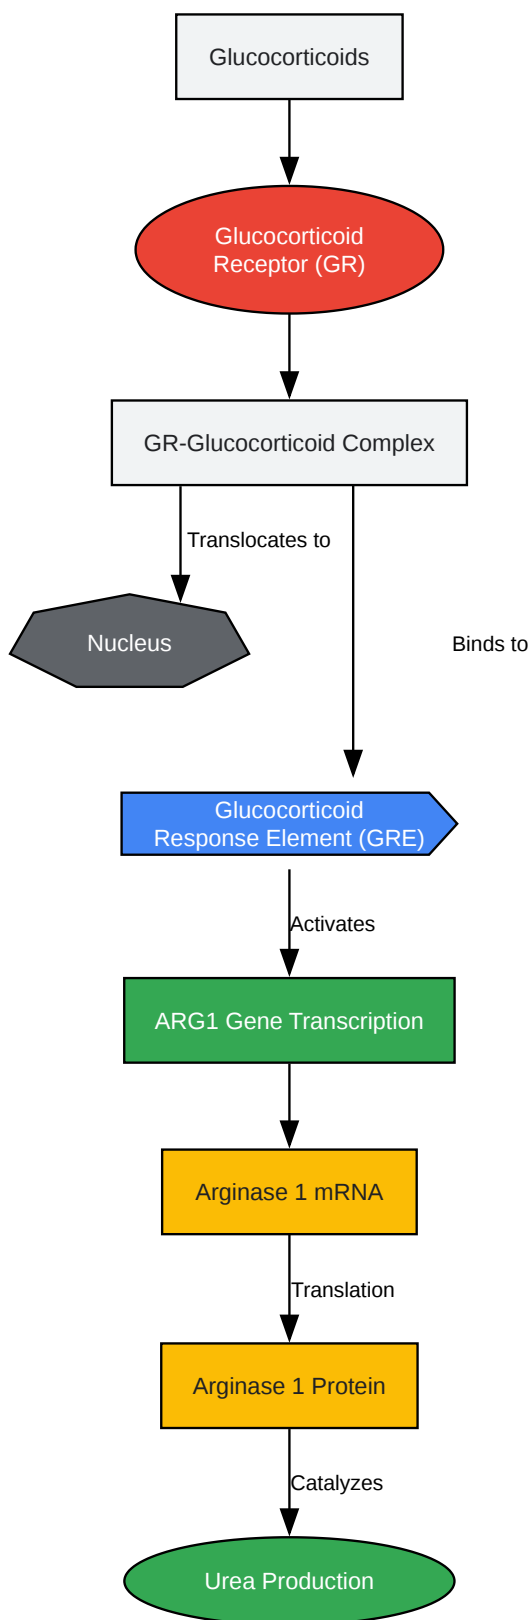 Glucocorticoids
Glucocorticoid
Receptor (GR)
GR-Glucocorticoid Complex
Translocates to
Nucleus
Binds to
Glucocorticoid
Response Element (GRE)
Activates
ARG1 Gene Transcription
Arginase 1 mRNA
Translation
Arginase 1 Protein
Catalyzes
Urea Production